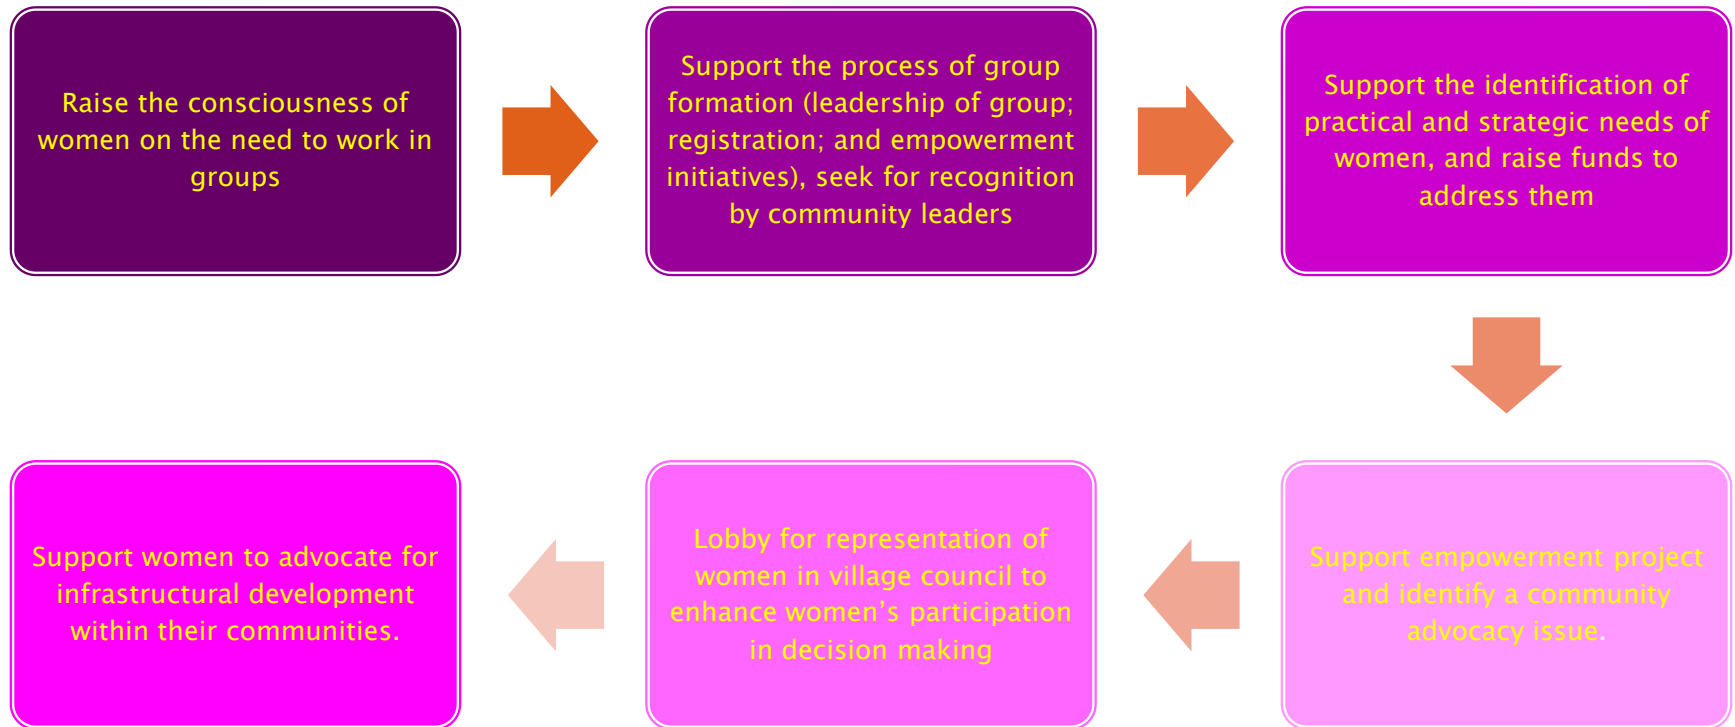 Raise the consciousness of
women on the need to work in
groups
Support the process of group
formation (leadership of group;
registration; and empowerment
initiatives), seek for recognition
by community leaders
Support the identification of
practical and strategic needs of
women, and raise funds to
address them
Support empowerment project
and identify a community
advocacy issue.
Lobby for representation of
women in village council to
enhance women’s participation
in decision making
Support women to advocate for
infrastructural development
within their communities.